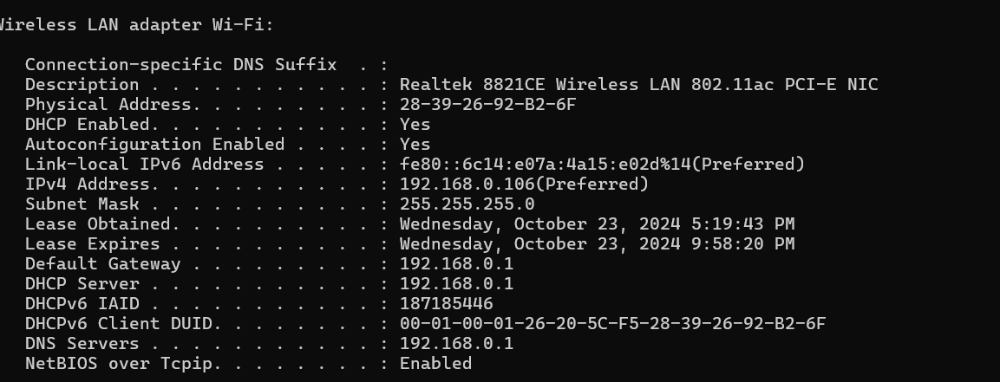 Wireless LAN adapter Wi-Fi:
Connection-specific DNS Suffix  . :
Description . . . . . . . . . . . : Realtek 8821CE Wireless LAN 802.11ac PCI-E NIC
Physical Address. . . . . . . . . : 28-39-26-92-B2-6F
DHCP Enabled. . . . . . . . . . . : Yes
Autoconfiguration Enabled . . . . : Yes
Link-local IPv6 Address . . . . . : fe80::6c14:e07a:4a15:e02d%14(Preferred)
IPv4 Address. . . . . . . . . . . : 192.168.0.106(Preferred)
Subnet Mask . . . . . . . . . . . : 255.255.255.0
Lease Obtained. . . . . . . . . . : Wednesday, October 23, 2024 5:19:43 PM
Lease Expires . . . . . . . . . . : Wednesday, October 23, 2024 9:58:20 PM
Default Gateway . . . . . . . . . : 192.168.0.1
DHCP Server . . . . . . . . . . . : 192.168.0.1
DHCPv6 IAID . . . . . . . . . . . : 187185446
DHCPv6 Client DUID. . . . . . . . : 00-01-00-01-26-20-5C-F5-28-39-26-92-B2-6F
DNS Servers . . . . . . . . . . . : 192.168.0.1
NetBIOS over Tcpip. . . . . . . . : Enabled